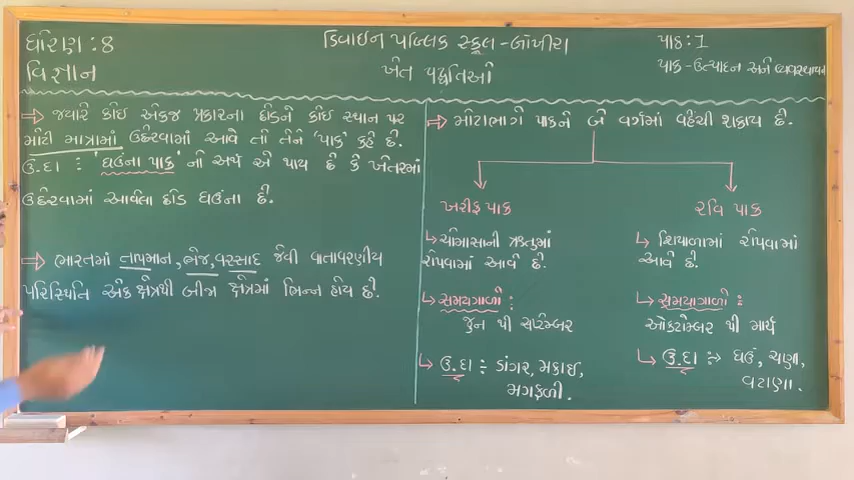 ધોરણ : 8
વિજ્ઞાન
ડિવાઇન પબ્લિક સ્કૂલ - બાંખોરા
ખેત પદ્ધતિઓ
પાઠ : 1
પાક - ઉત્પાદન અને વ્યવસ્થાપન
⇒ જ્યારે કોઈ એકજ પ્રકારના છોડને કોઈ સ્થાન પર
મોટી માત્રામાં ઉછેરવામાં આવે તો તેને 'પાક' કહે છે.
ઉ.દા : 'ઘઉંના પાક' નો અર્થ એ થાય છે કે ખેતરમાં
ઉછેરવામાં આવેલા છોડ ઘઉંના છે.
⇒ ભારતમાં તાપમાન, ભેજ, વરસાદ જેવી વાતાવરણીય
પરિસ્થિતિ એક ક્ષેત્રથી બીજા ક્ષેત્રમાં ભિન્ન હોય છે.
⇒ મોટાભાગે પાકને બે વર્ગમાં વહેંચી શકાય છે.
ખરીફ પાક
↳ ચોમાસાની ઋતુમાં
રોપવામાં આવે છે.
↳ સમયગાળો :
જુન થી સપ્ટેમ્બર
↳ ઉ.દા : ડાંગર, મકાઇ,
મગફળી.
રવિ પાક
↳ શિયાળામાં રોપવામાં
આવે છે.
↳ સમયાગાળો :
ઓક્ટોમ્બર થી માર્ચ
↳ ઉ.દા :→ ઘઉં, ચણા,
વટાણા.